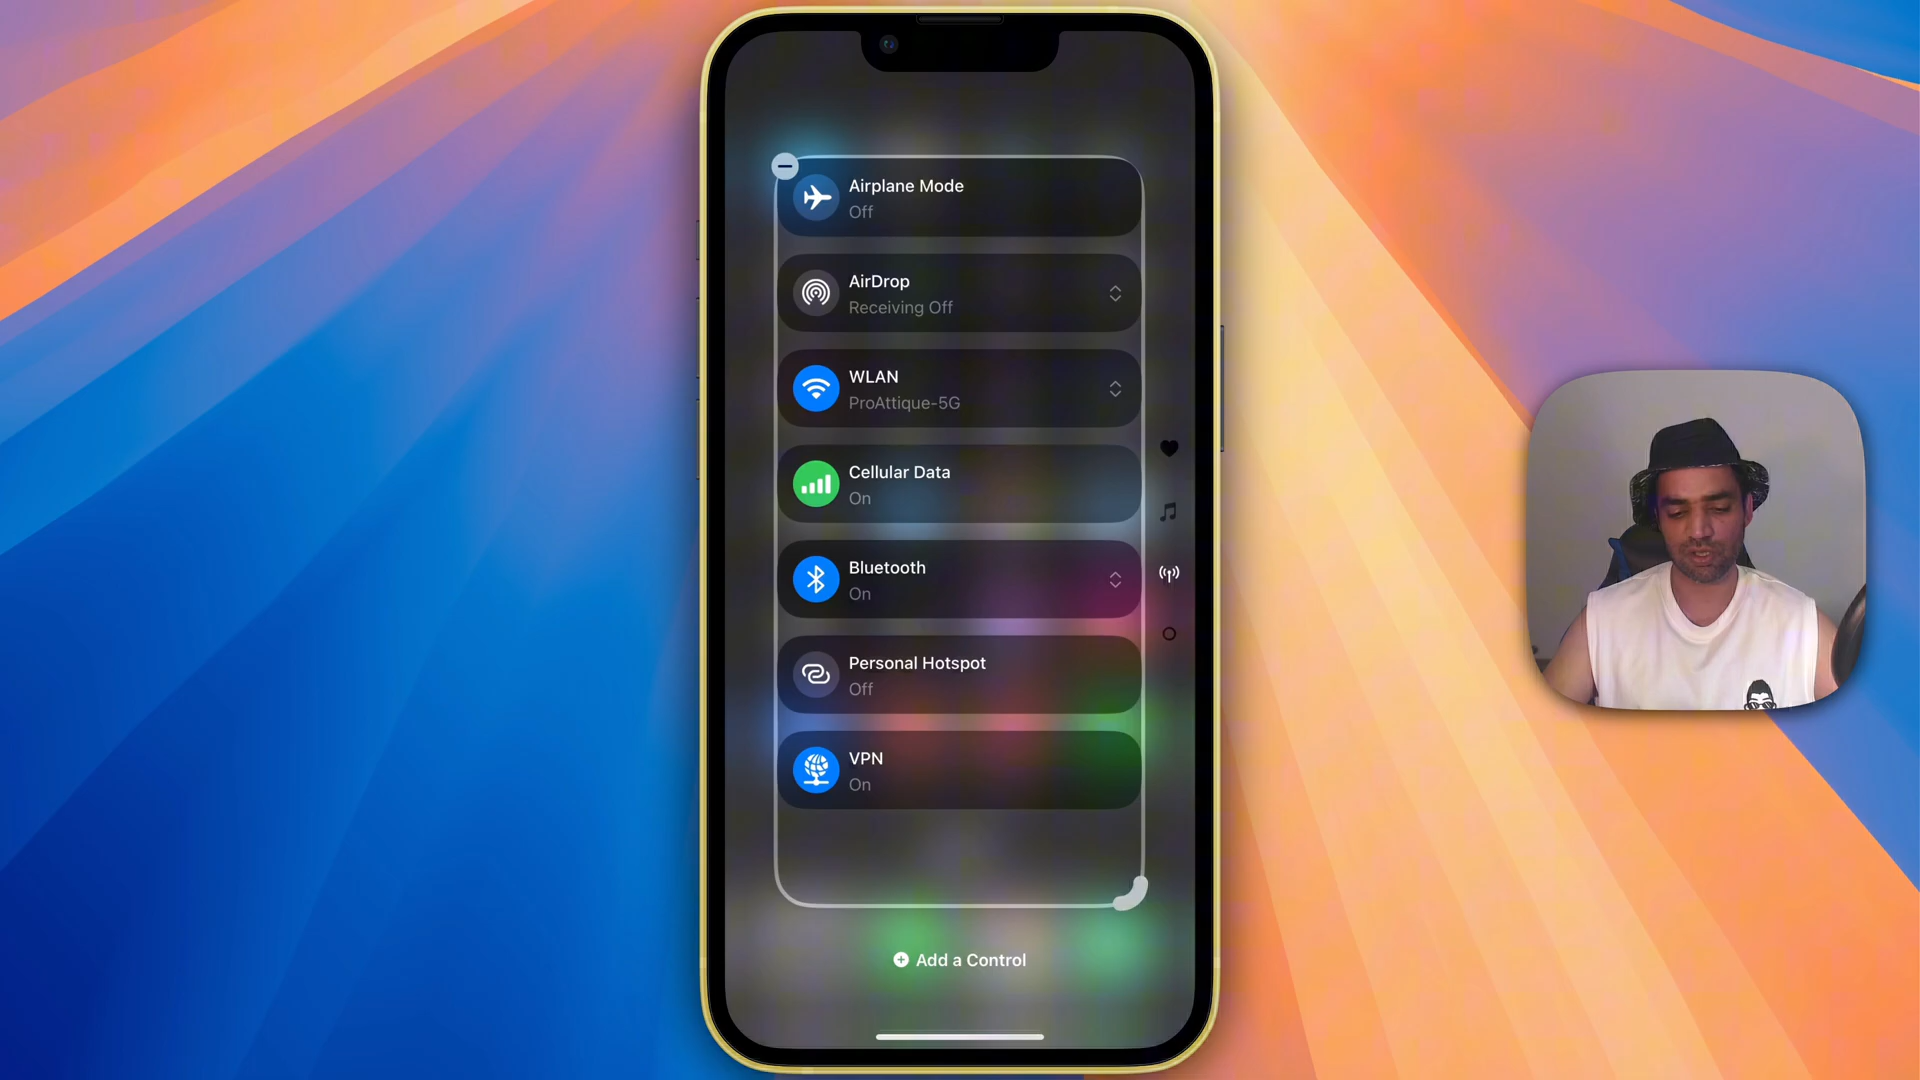 Airplane Mode
Off
AirDrop
Receiving Off
WLAN
ProAttique-5G
Cellular Data
On
Bluetooth
On
Personal Hotspot
Off
VPN
On
Add a Control